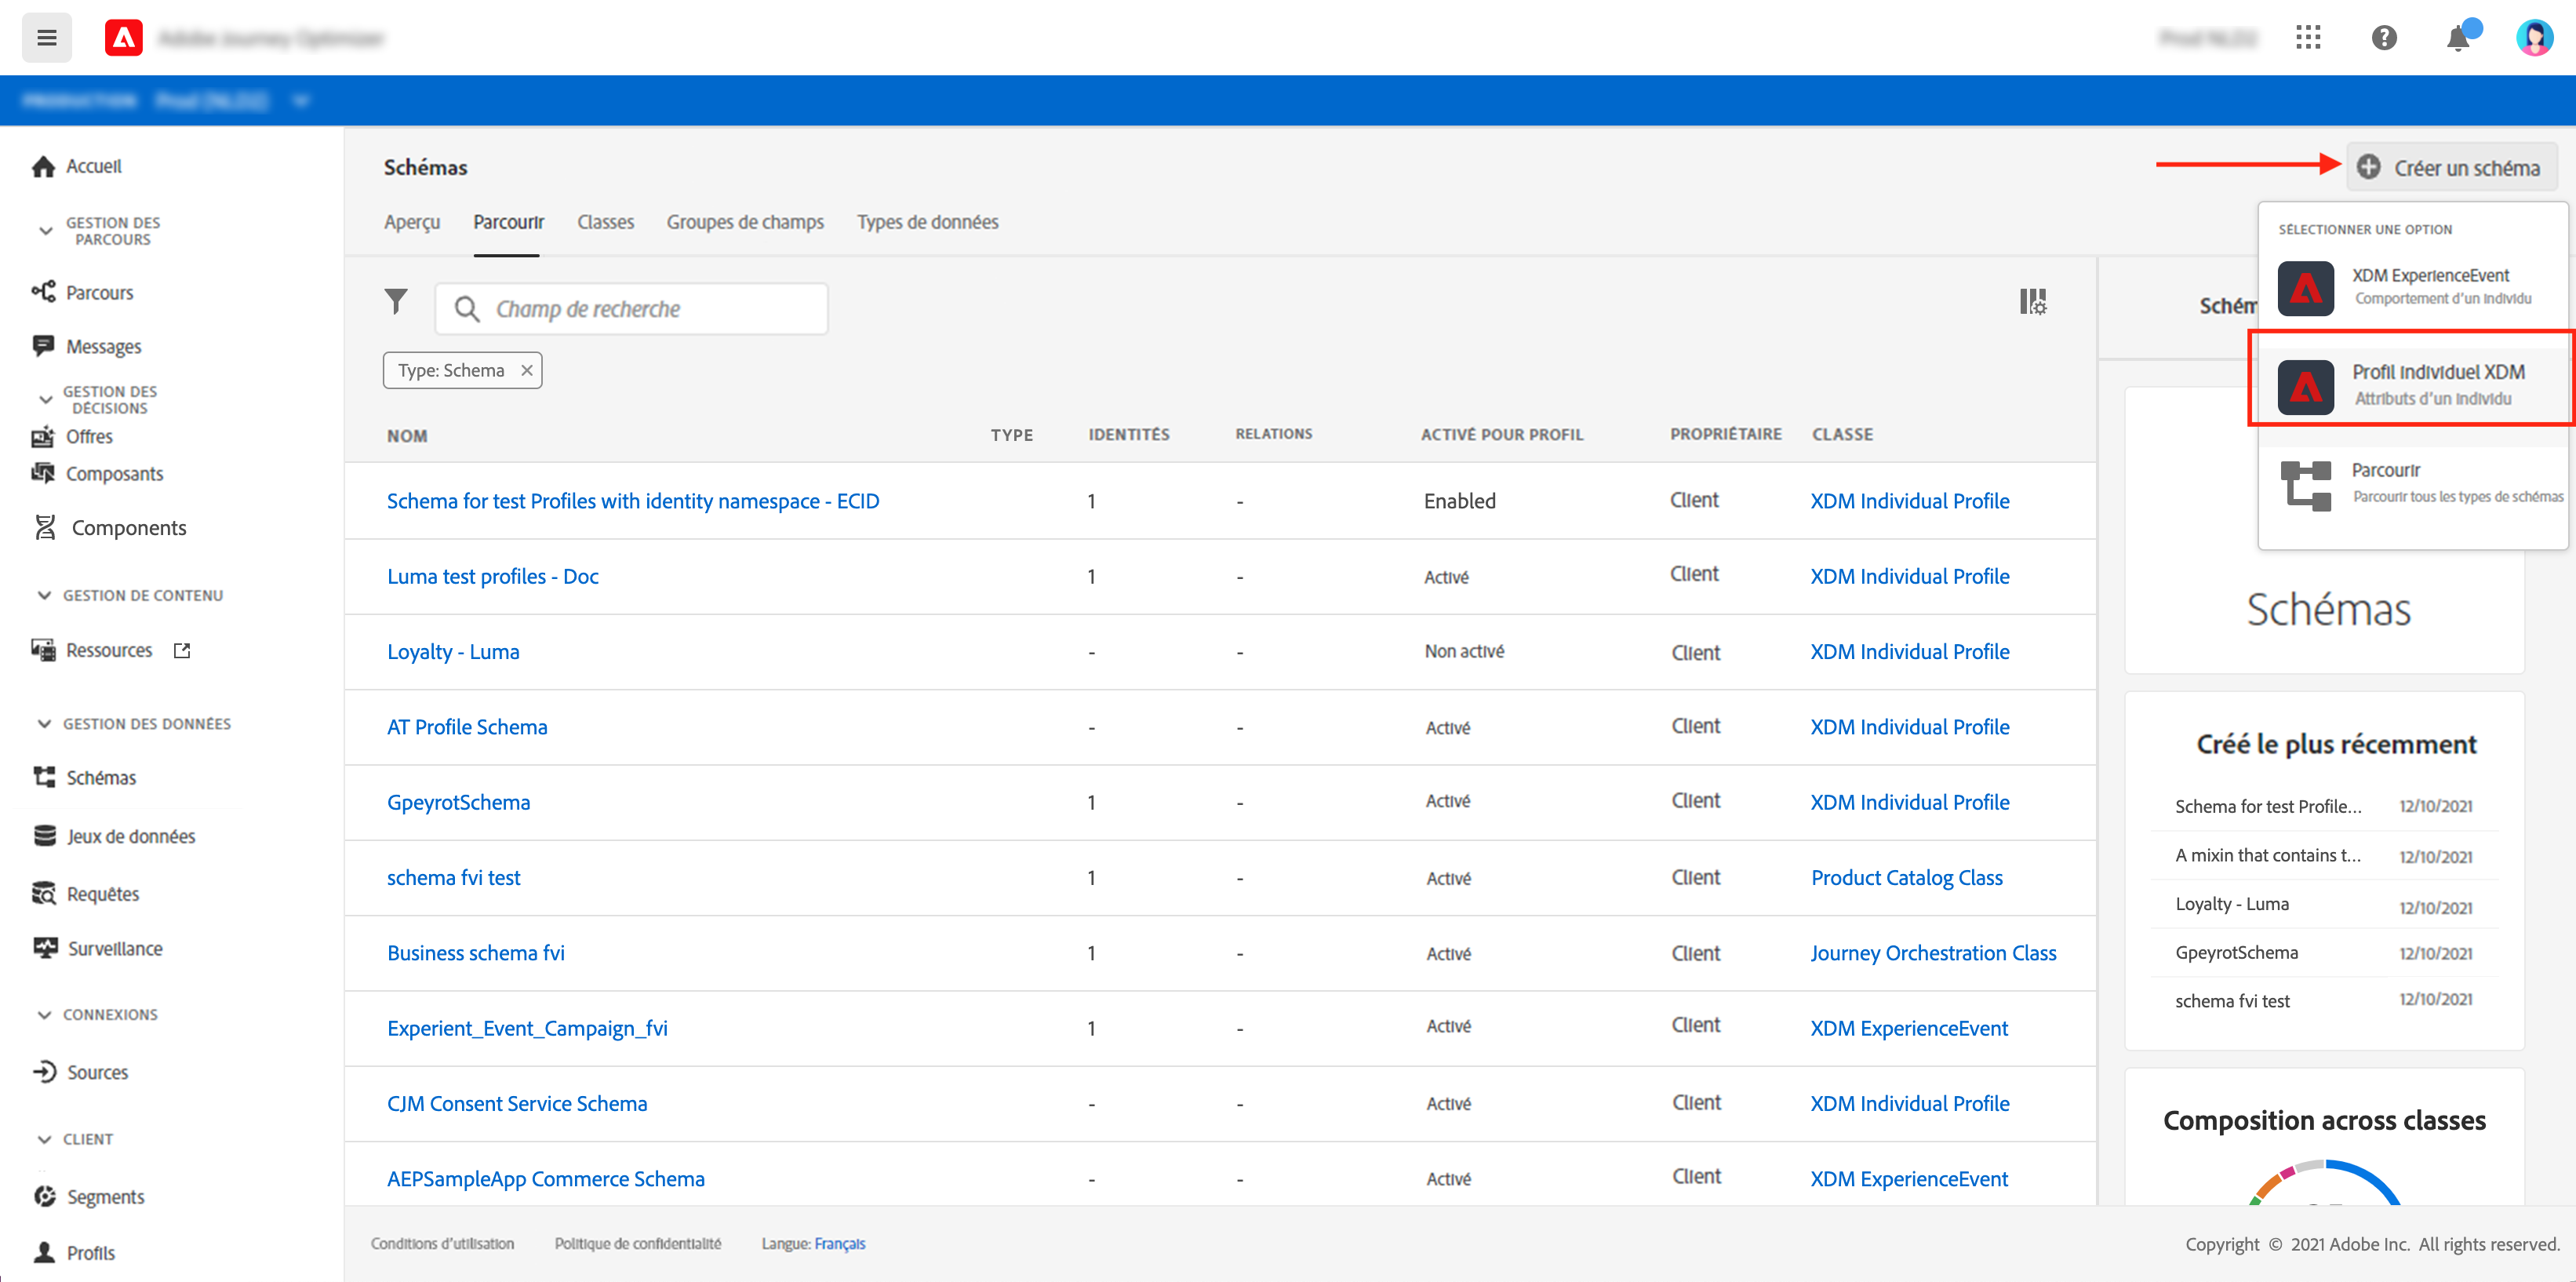 Accueil
GESTION DES
PARCOURS
Parcours
Messages
GESTION DES
DÉCISIONS
Offres
Composants
Components
GESTION DE CONTENU
Ressources
GESTION DES DONNÉES
Schémas
Jeux de données
Requêtes
Surveillance
CONNEXIONS
Sources
CLIENT
Segments
Profils
Schémas
Créer un schéma
Aperçu Parcourir Classes Groupes de champs Types de données
Champ de recherche
Type: Schema
NOM TYPE IDENTITÉS RELATIONS ACTIVÉ POUR PROFIL PROPRIÉTAIRE CLASSE
Schema for test Profiles with identity namespace - ECID 1 - Enabled Client XDM Individual Profile
Luma test profiles - Doc 1 - Activé Client XDM Individual Profile
Loyalty - Luma - - Non activé Client XDM Individual Profile
AT Profile Schema - - Activé Client XDM Individual Profile
GpeyrotSchema 1 - Activé Client XDM Individual Profile
schema fvi test 1 - Activé Client Product Catalog Class
Business schema fvi 1 - Activé Client Journey Orchestration Class
Experient_Event_Campaign_fvi 1 - Activé Client XDM ExperienceEvent
CJM Consent Service Schema - - Activé Client XDM Individual Profile
AEPSampleApp Commerce Schema - - Activé Client XDM ExperienceEvent
SÉLECTIONNER UNE OPTION
XDM ExperienceEvent
Comportement d'un individu
Profil individuel XDM
Attributs d'un individu
Parcourir
Parcourir tous les types de schémas
Schém
Schémas
Créé le plus récemment
Schema for test Profile... 12/10/2021
A mixin that contains t... 12/10/2021
Loyalty - Luma 12/10/2021
GpeyrotSchema 12/10/2021
schema fvi test 12/10/2021
Composition across classes
Conditions d'utilisation Politique de confidentialité Langue: Français
Copyright © 2021 Adobe Inc. All rights reserved.